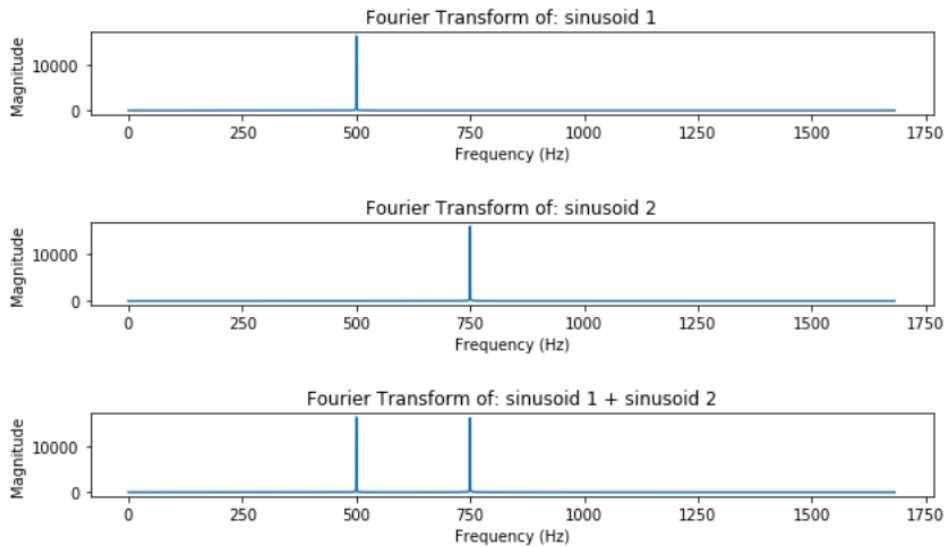 Fourier Transform of: sinusoid 1
Magnitude
10000
0
0 250 500 750 1000 1250 1500 1750
Frequency (Hz)
Fourier Transform of: sinusoid 2
Magnitude
10000
0
0 250 500 750 1000 1250 1500 1750
Frequency (Hz)
Fourier Transform of: sinusoid 1 + sinusoid 2
Magnitude
10000
0
0 250 500 750 1000 1250 1500 1750
Frequency (Hz)